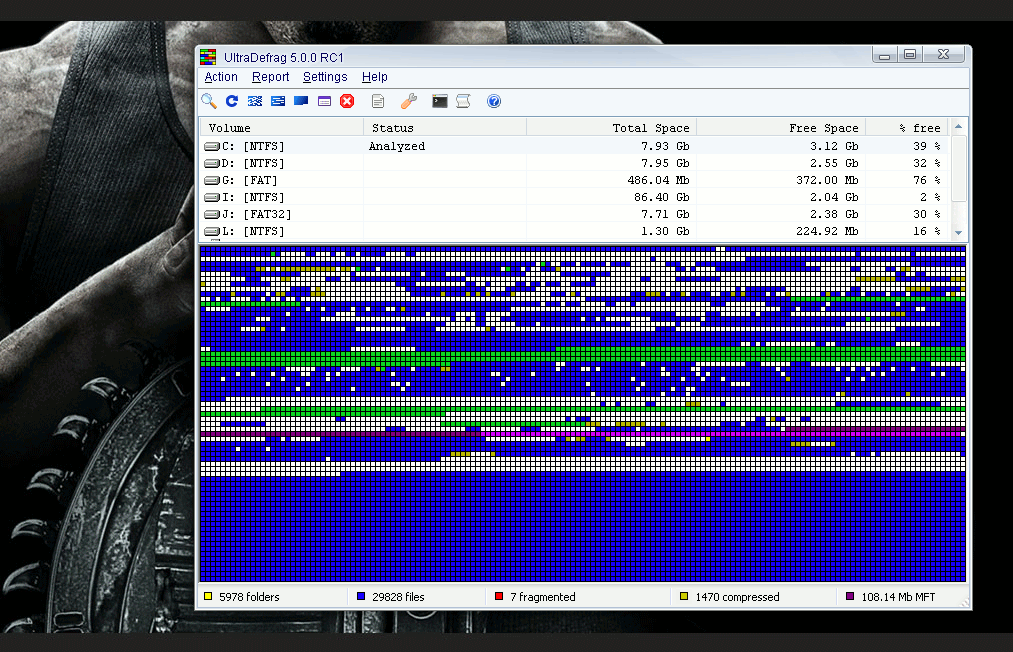 UltraDefrag 5.0.0 RC1
Action Report Settings Help
Volume Status Total Space Free Space % free
C: [NTFS] Analyzed 7.93 Gb 3.12 Gb 39 %
D: [NTFS] 7.95 Gb 2.55 Gb 32 %
G: [FAT] 486.04 Mb 372.00 Mb 76 %
I: [NTFS] 86.40 Gb 2.04 Gb 2 %
J: [FAT32] 7.71 Gb 2.38 Gb 30 %
L: [NTFS] 1.30 Gb 224.92 Mb 16 %
5978 folders 29828 files 7 fragmented 1470 compressed 108.14 Mb MFT